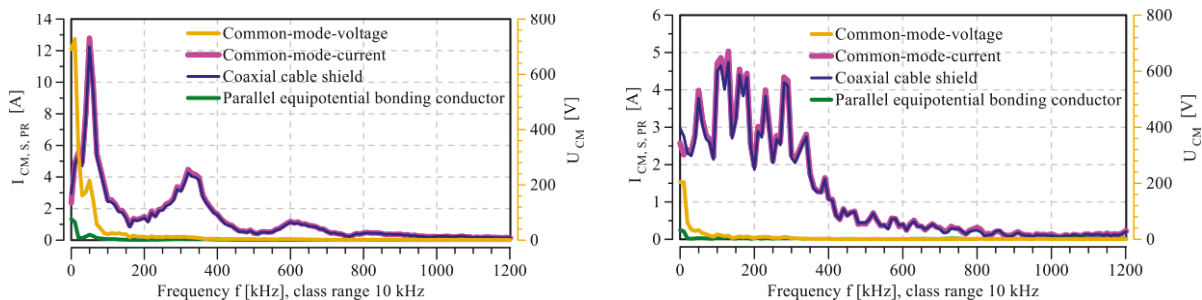 14
12
10
8
6
4
2
0
I CM, S, PR [A]
800
600
400
200
0
U CM [V]
Common-mode-voltage
Common-mode-current
Coaxial cable shield
Parallel equipotential bonding conductor
0 200 400 600 800 1000 1200
Frequency f [kHz], class range 10 kHz
6
5
4
3
2
1
0
I CM, S, PR [A]
800
600
400
200
0
U CM [V]
Common-mode-voltage
Common-mode-current
Coaxial cable shield
Parallel equipotential bonding conductor
0 200 400 600 800 1000 1200
Frequency f [kHz], class range 10 kHz